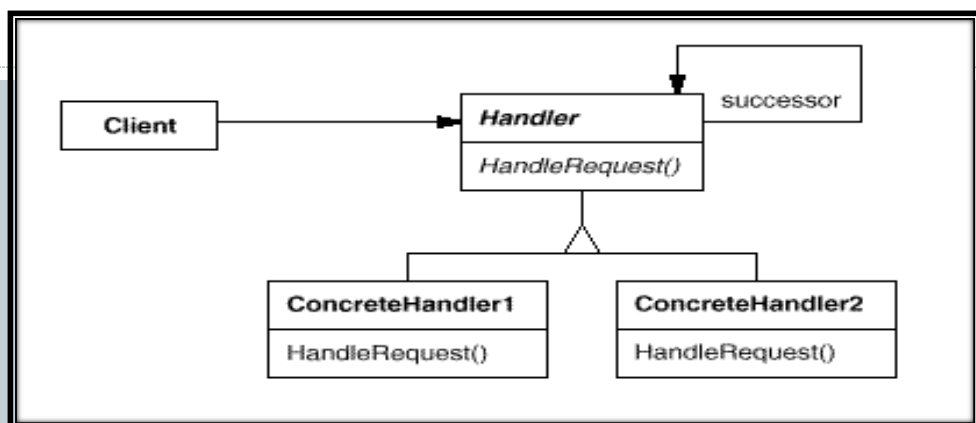 successor
Client
Handler
HandleRequest()
ConcreteHandler1
ConcreteHandler2
HandleRequest()
HandleRequest()